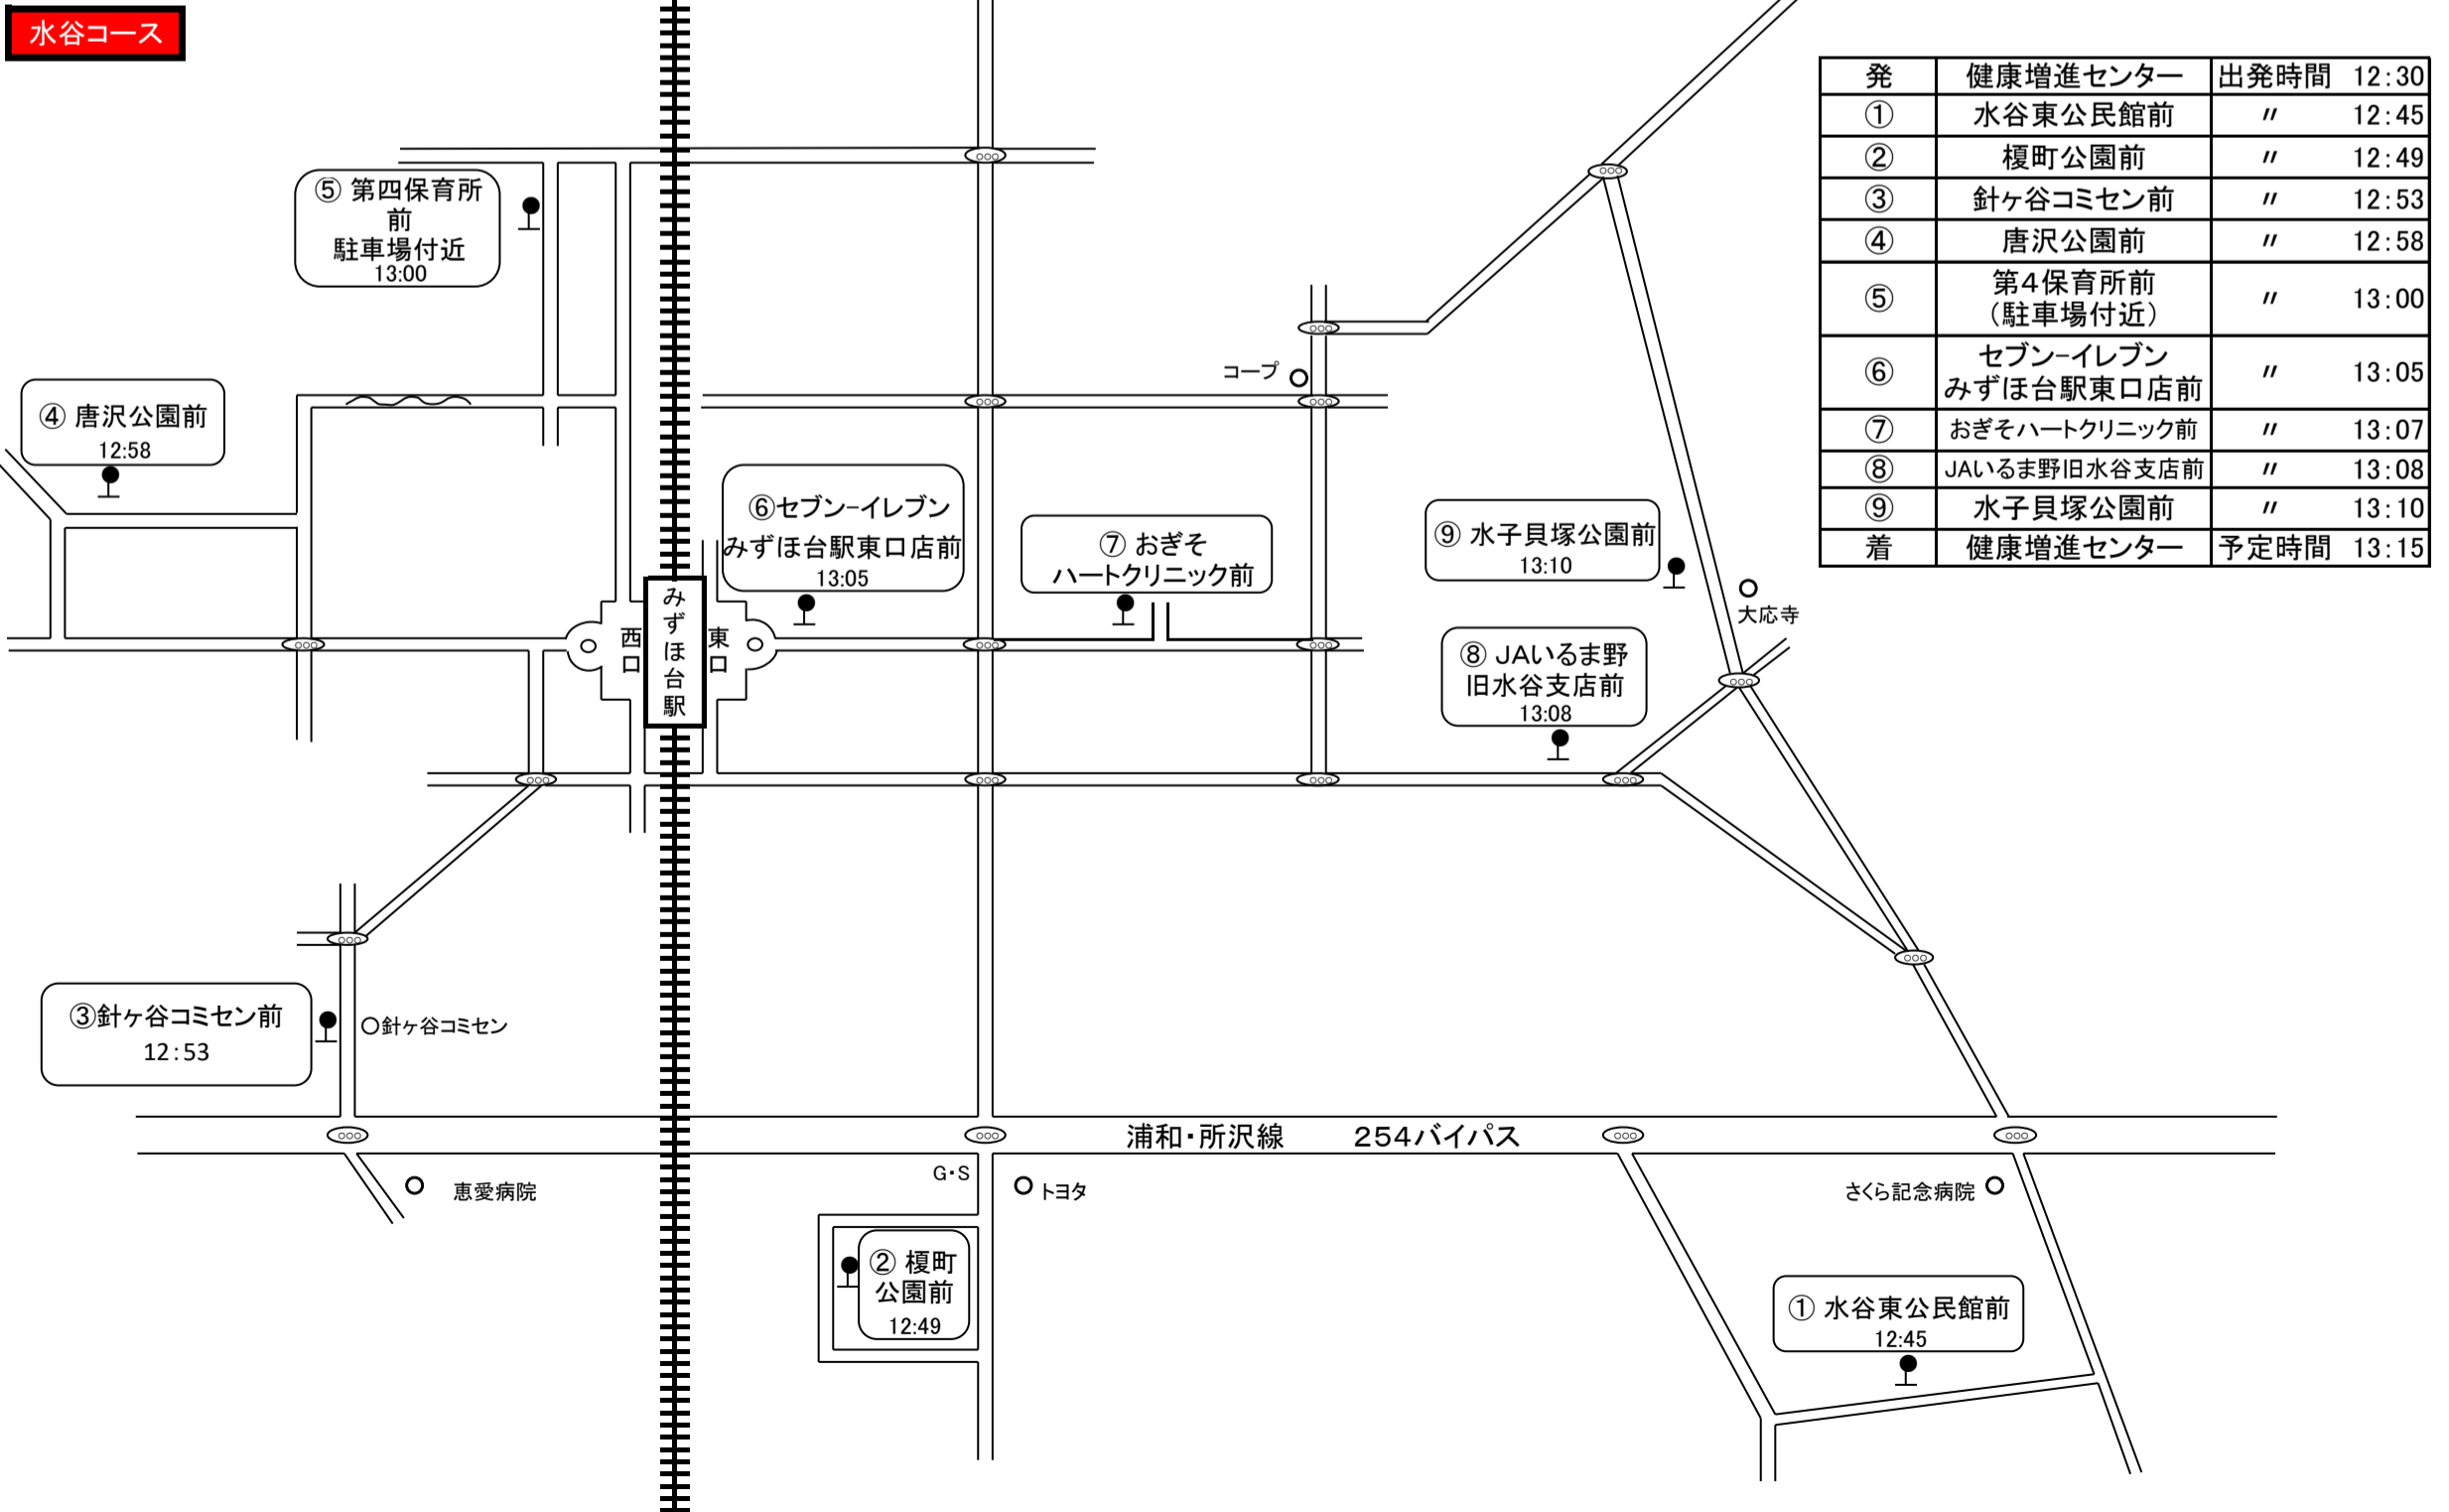 水谷コース
発 健康増進センター 出発時間 12:30
① 水谷東公民館前 〃 12:45
② 榎町公園前 〃 12:49
③ 針ヶ谷コミセン前 〃 12:53
④ 唐沢公園前 〃 12:58
⑤ 第4保育所前
（駐車場付近） 〃 13:00
⑥ セブン-イレブン
みずほ台駅東口店前 〃 13:05
⑦ おぎそハートクリニック前 〃 13:07
⑧ JAいるま野旧水谷支店前 〃 13:08
⑨ 水子貝塚公園前 〃 13:10
着 健康増進センター 予定時間 13:15
⑤ 第四保育所
前
駐車場付近
13:00
コープ
④ 唐沢公園前
12:58
⑥セブン-イレブン
みずほ台駅東口店前
13:05
⑦ おぎそ
ハートクリニック前
⑨ 水子貝塚公園前
13:10
大応寺
西口
みずほ台駅
東口
⑧ JAいるま野
旧水谷支店前
13:08
③針ヶ谷コミセン前
12:53
針ヶ谷コミセン
浦和・所沢線 254バイパス
恵愛病院
G・S
トヨタ
さくら記念病院
② 榎町
公園前
12:49
① 水谷東公民館前
12:45